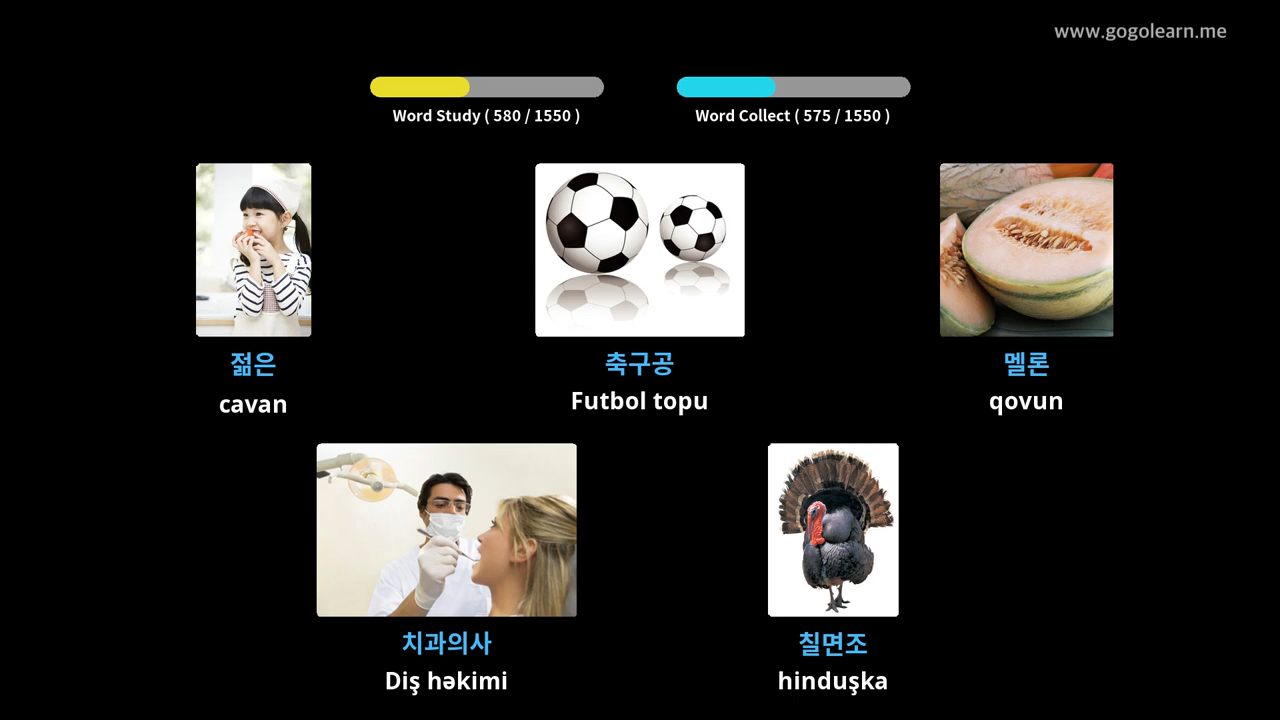 www.gogolearn.me
Word Study ( 580 / 1550 )
Word Collect ( 575 / 1550 )
젊은
cavan
축구공
Futbol topu
멜론
qovun
치과의사
Diş həkimi
칠면조
hinduşka